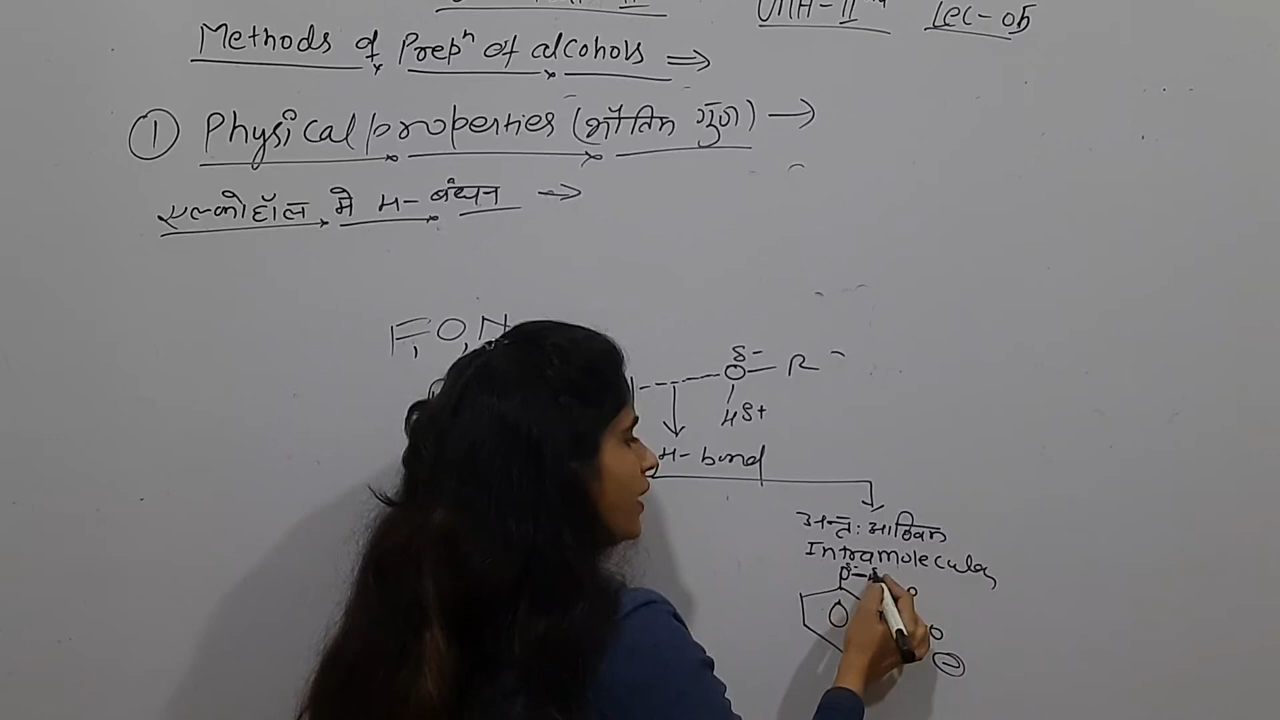 Unit-II Lec-05
Methods of Prepⁿ of alcohols ⇒
① Physical properties (भौतिक गुण) →
एल्कोहॉल में H- बंधन →
F, O, N
δ-
O — R
H δ+
H- bond
अन्त: आण्विक
Intramolecular
O
O